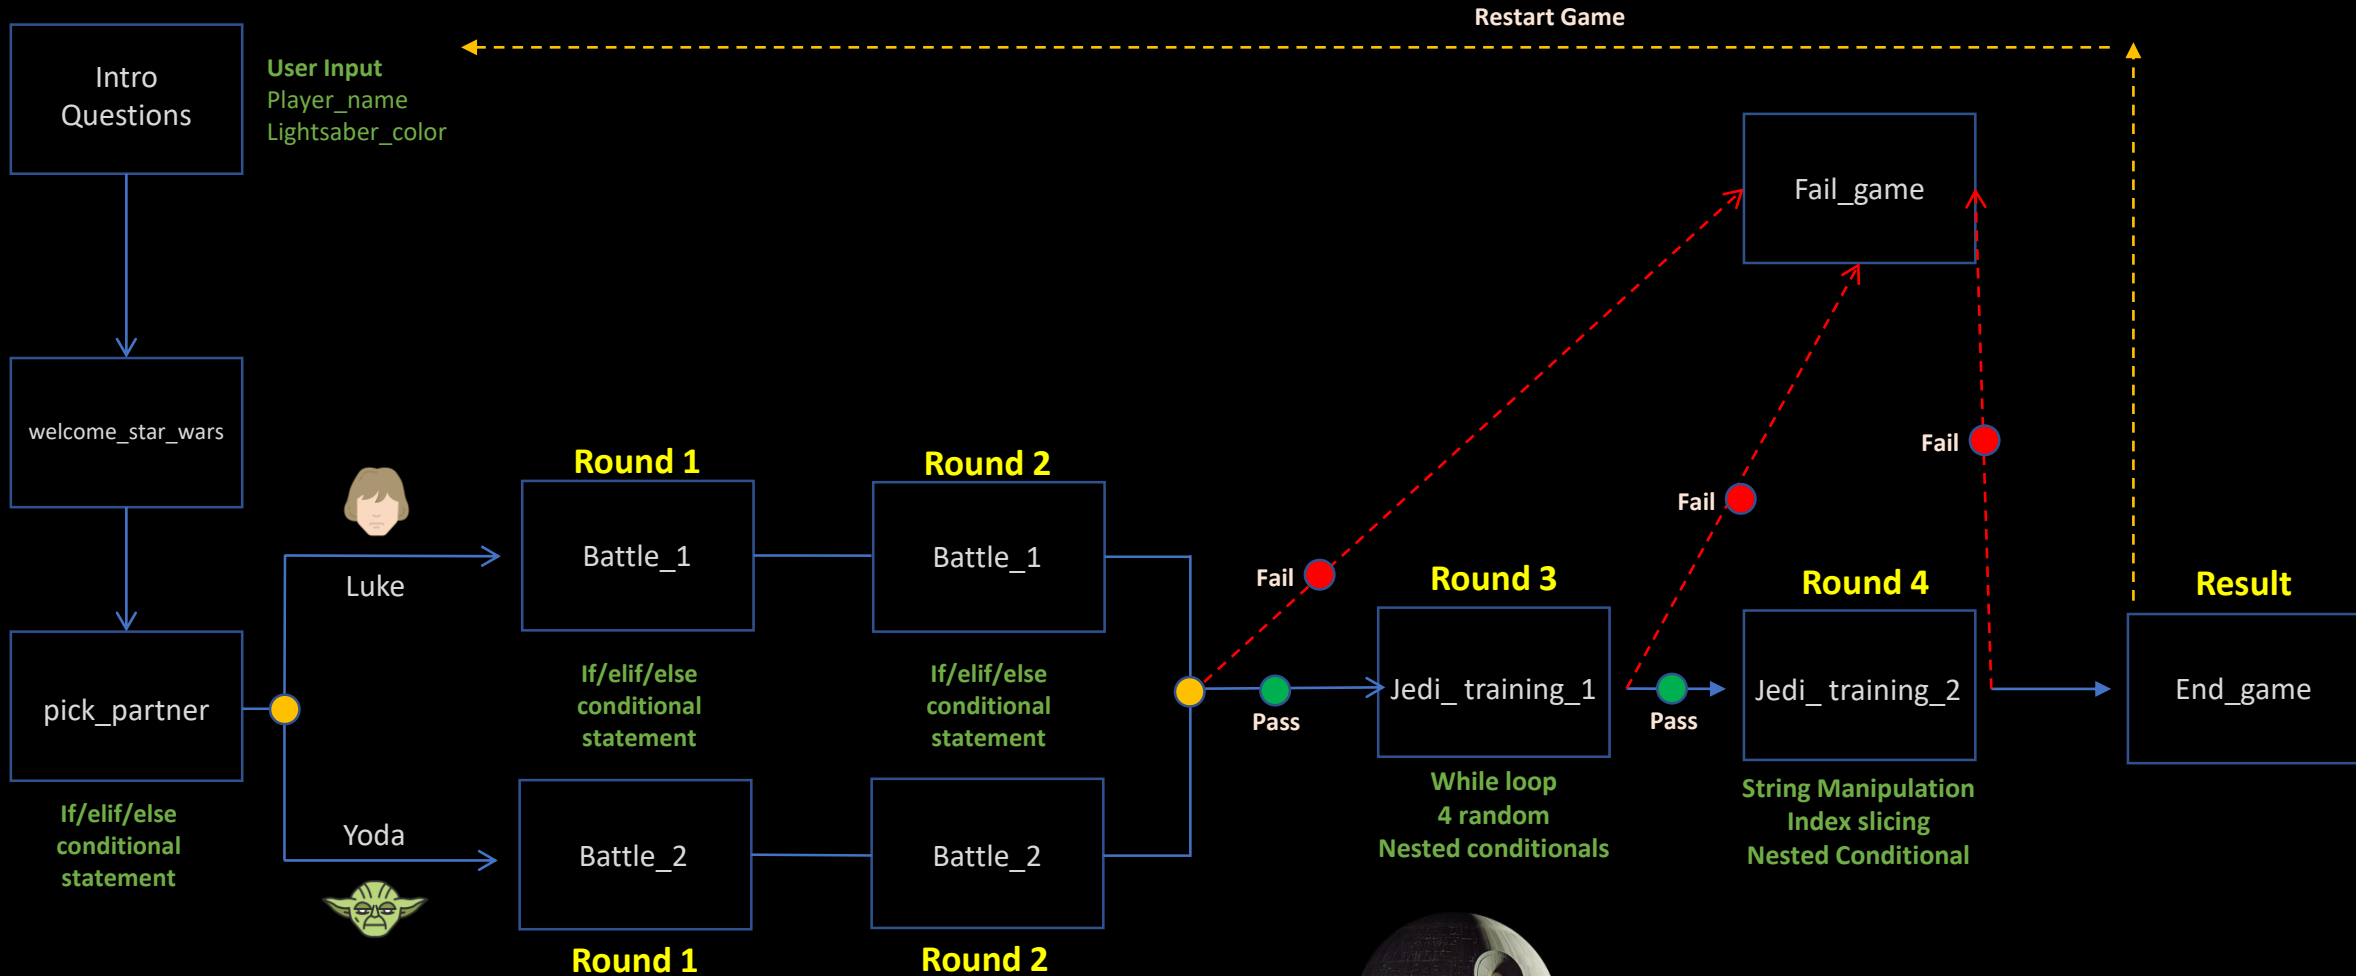 Restart Game
Intro
Questions
User Input
Player_name
Lightsaber_color
Fail_game
welcome_star_wars
Fail
Fail
Round 1
Round 2
Battle_1
Battle_1
Luke
Fail
Round 3
Round 4
Result
pick_partner
If/elif/else
conditional
statement
If/elif/else
conditional
statement
Pass
Jedi_ training_1
Pass
Jedi_ training_2
End_game
If/elif/else
conditional
statement
Yoda
Battle_2
Battle_2
While loop
4 random
Nested conditionals
String Manipulation
Index slicing
Nested Conditional
Round 1
Round 2